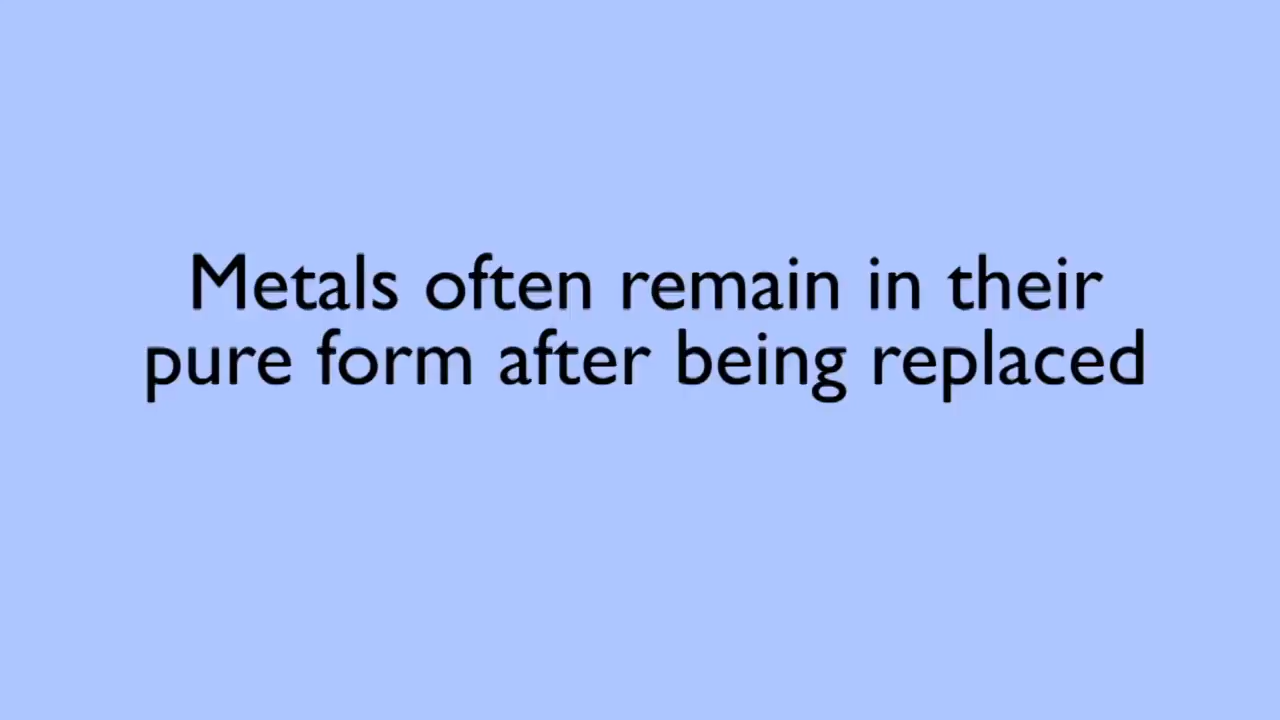 Metals often remain in their
pure form after being replaced